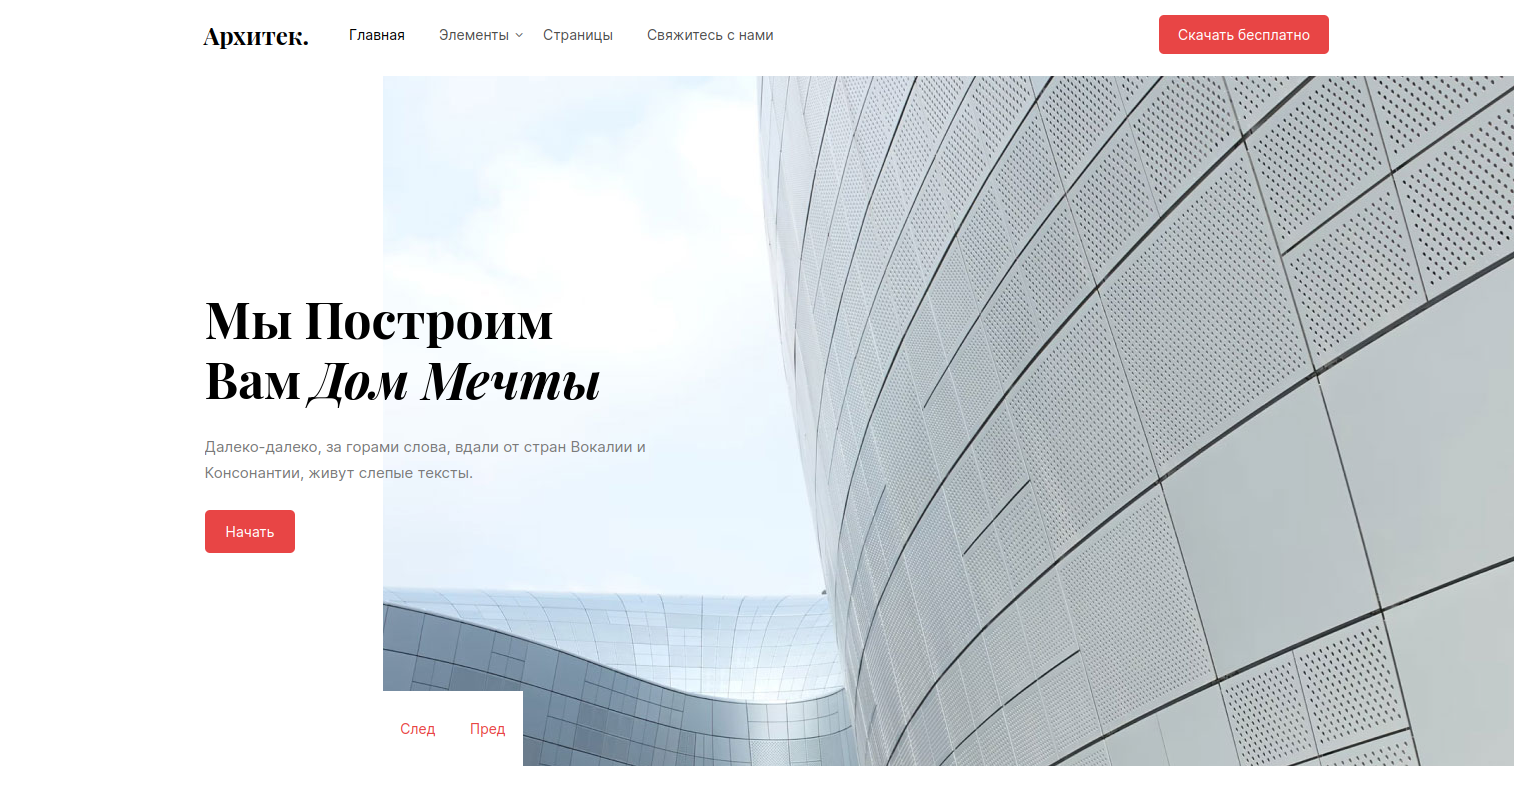 Архитек.
Главная
Элементы
Страницы
Свяжитесь с нами
Скачать бесплатно
Мы Построим
Вам Дом Мечты
Далеко-далеко, за горами слова, вдали от стран Вокалии и
Консонантии, живут слепые тексты.
Начать
След
Пред